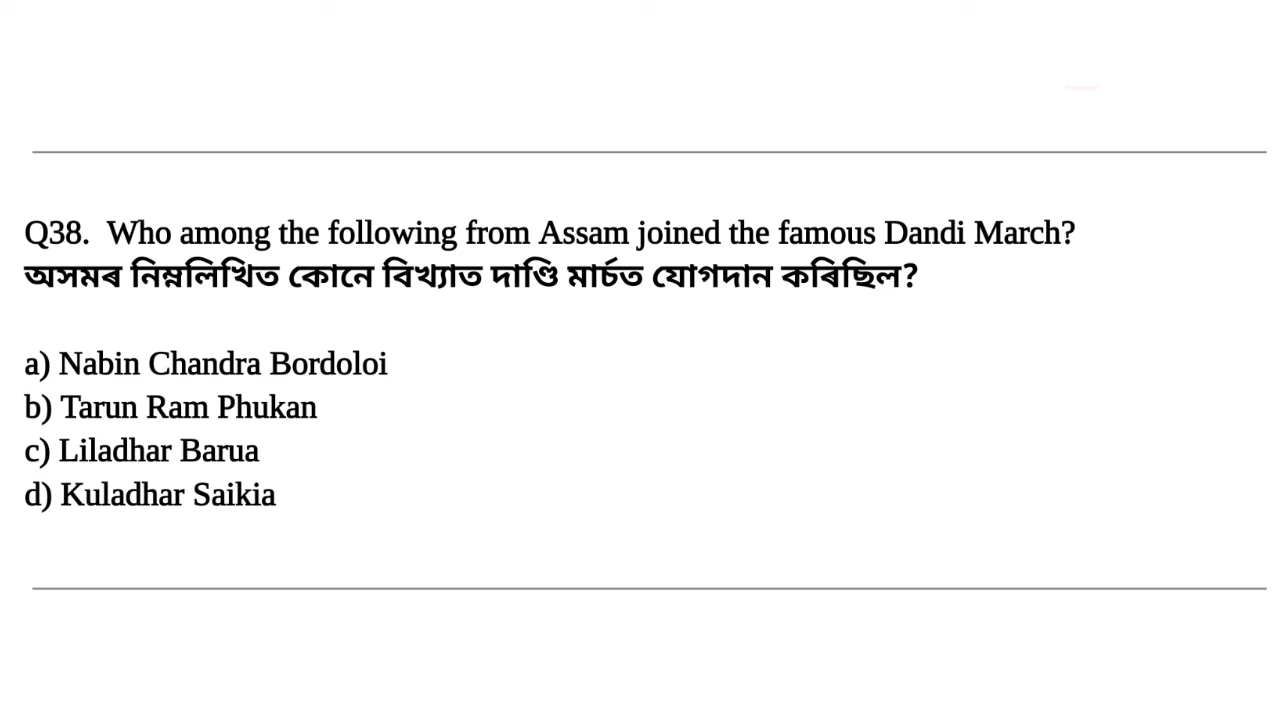 Q38. Who among the following from Assam joined the famous Dandi March?
অসমৰ নিম্নলিখিত কোনে বিখ্যাত দাণ্ডি মাৰ্চত যোগদান কৰিছিল?
a) Nabin Chandra Bordoloi
b) Tarun Ram Phukan
c) Liladhar Barua
d) Kuladhar Saikia